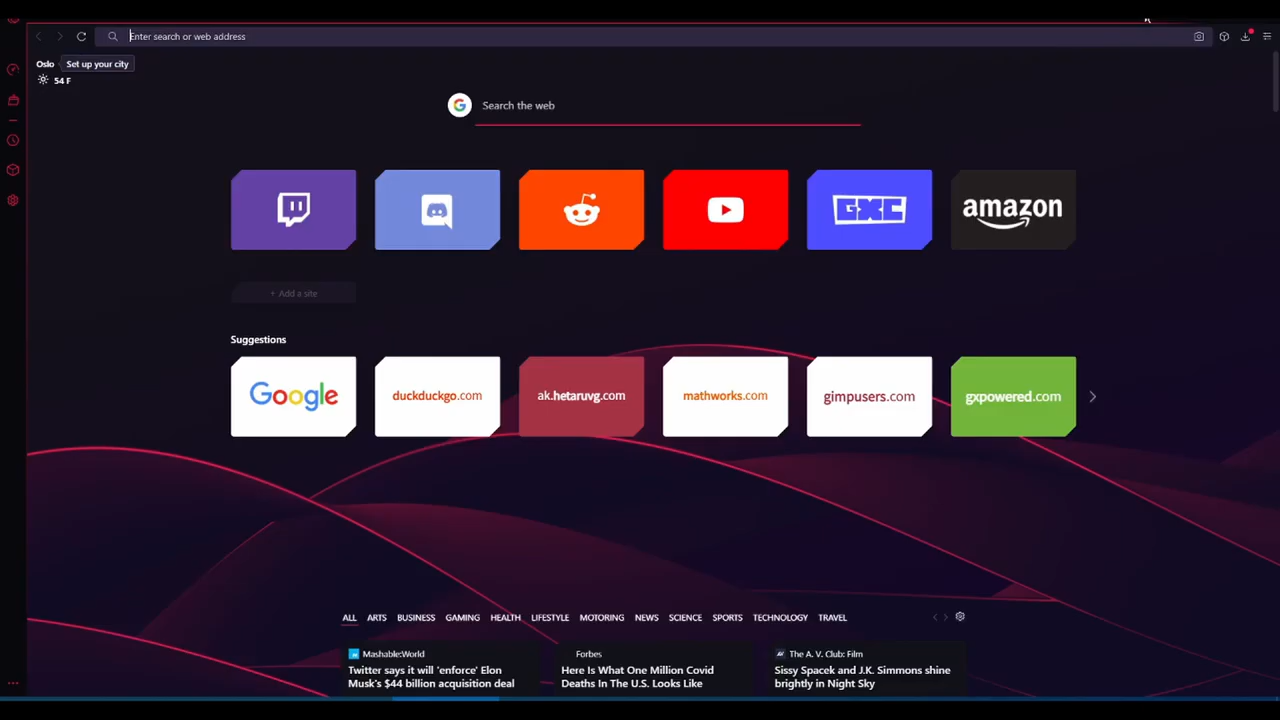 Enter search or web address
Oslo
Set up your city
54 F
Search the web
GXC
amazon
+ Add a site
Suggestions
Google
duckduckgo.com
ak.hetaruvg.com
mathworks.com
gimpusers.com
gxpowered.com
ALL ARTS BUSINESS GAMING HEALTH LIFESTYLE MOTORING NEWS SCIENCE SPORTS TECHNOLOGY TRAVEL
Mashable:World
Twitter says it will 'enforce' Elon
Musk's $44 billion acquisition deal
Forbes
Here Is What One Million Covid
Deaths In The U.S. Looks Like
The A. V. Club: Film
Sissy Spacek and J.K. Simmons shine
brightly in Night Sky